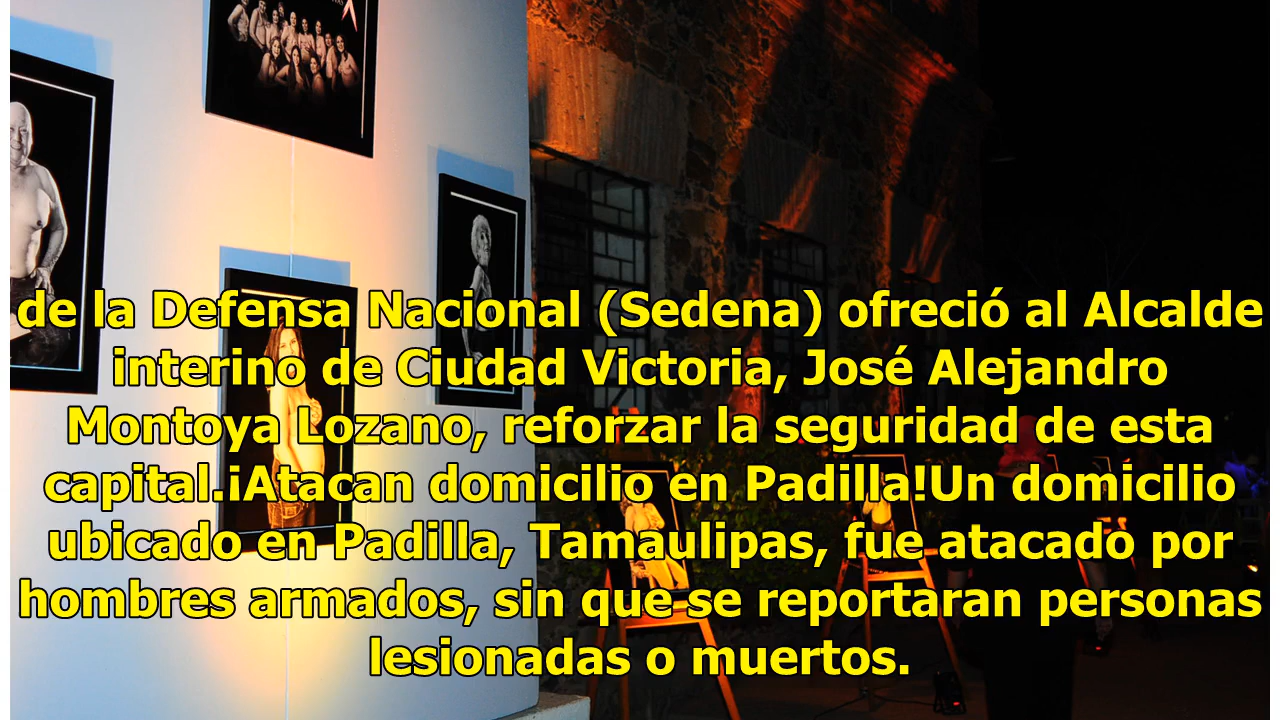 de la Defensa Nacional (Sedena) ofreció al Alcalde
interino de Ciudad Victoria, José Alejandro
Montoya Lozano, reforzar la seguridad de esta
capital.¡Atacan domicilio en Padilla!Un domicilio
ubicado en Padilla, Tamaulipas, fue atacado por
hombres armados, sin que se reportaran personas
lesionadas o muertos.